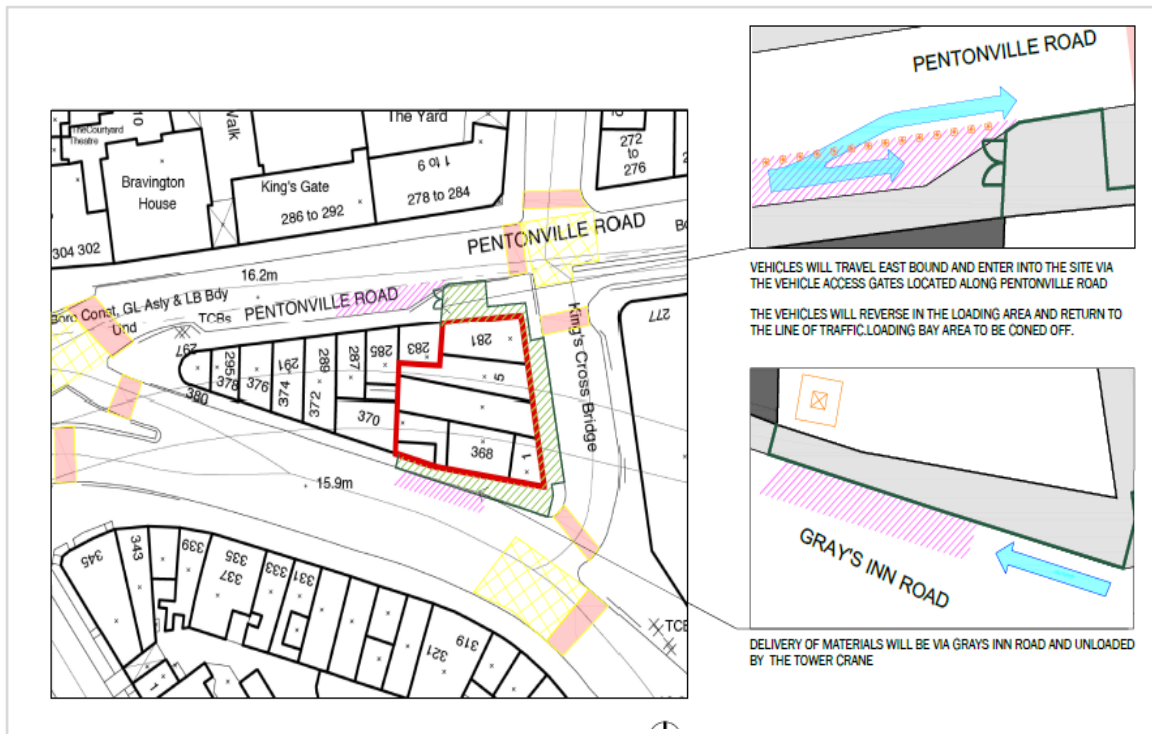 The Courtyard
Theatre
10
Walk
The Yard
272
to
276
Bravington
House
King's Gate
286 to 292
1 to 9
278 to 284
304 302
PENTONVILLE ROAD
16.2m
Boro Const, GL Asly & LB Bdy
Und
TCBs
PENTONVILLE ROAD
King's Cross Bridge
277
297
295
378
376
291
374
289
372
287
285
283
281
380
5
370
368
1
15.9m
345
343
339
335
337
333
331
321
319
1
PENTONVILLE ROAD
VEHICLES WILL TRAVEL EAST BOUND AND ENTER INTO THE SITE VIA
THE VEHICLE ACCESS GATES LOCATED ALONG PENTONVILLE ROAD
THE VEHICLES WILL REVERSE IN THE LOADING AREA AND RETURN TO
THE LINE OF TRAFFIC.LOADING BAY AREA TO BE CONED OFF.
GRAY'S INN ROAD
DELIVERY OF MATERIALS WILL BE VIA GRAYS INN ROAD AND UNLOADED
BY THE TOWER CRANE